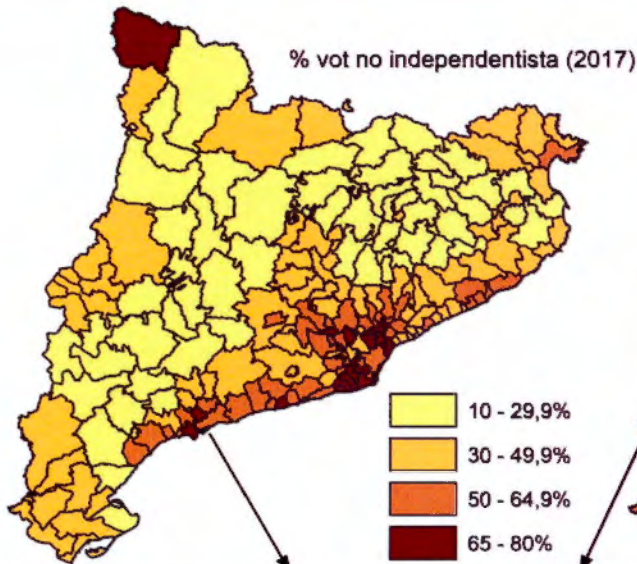 % vot no independentista (2017)
10 - 29,9%
30 - 49,9%
50 - 64,9%
65 - 80%